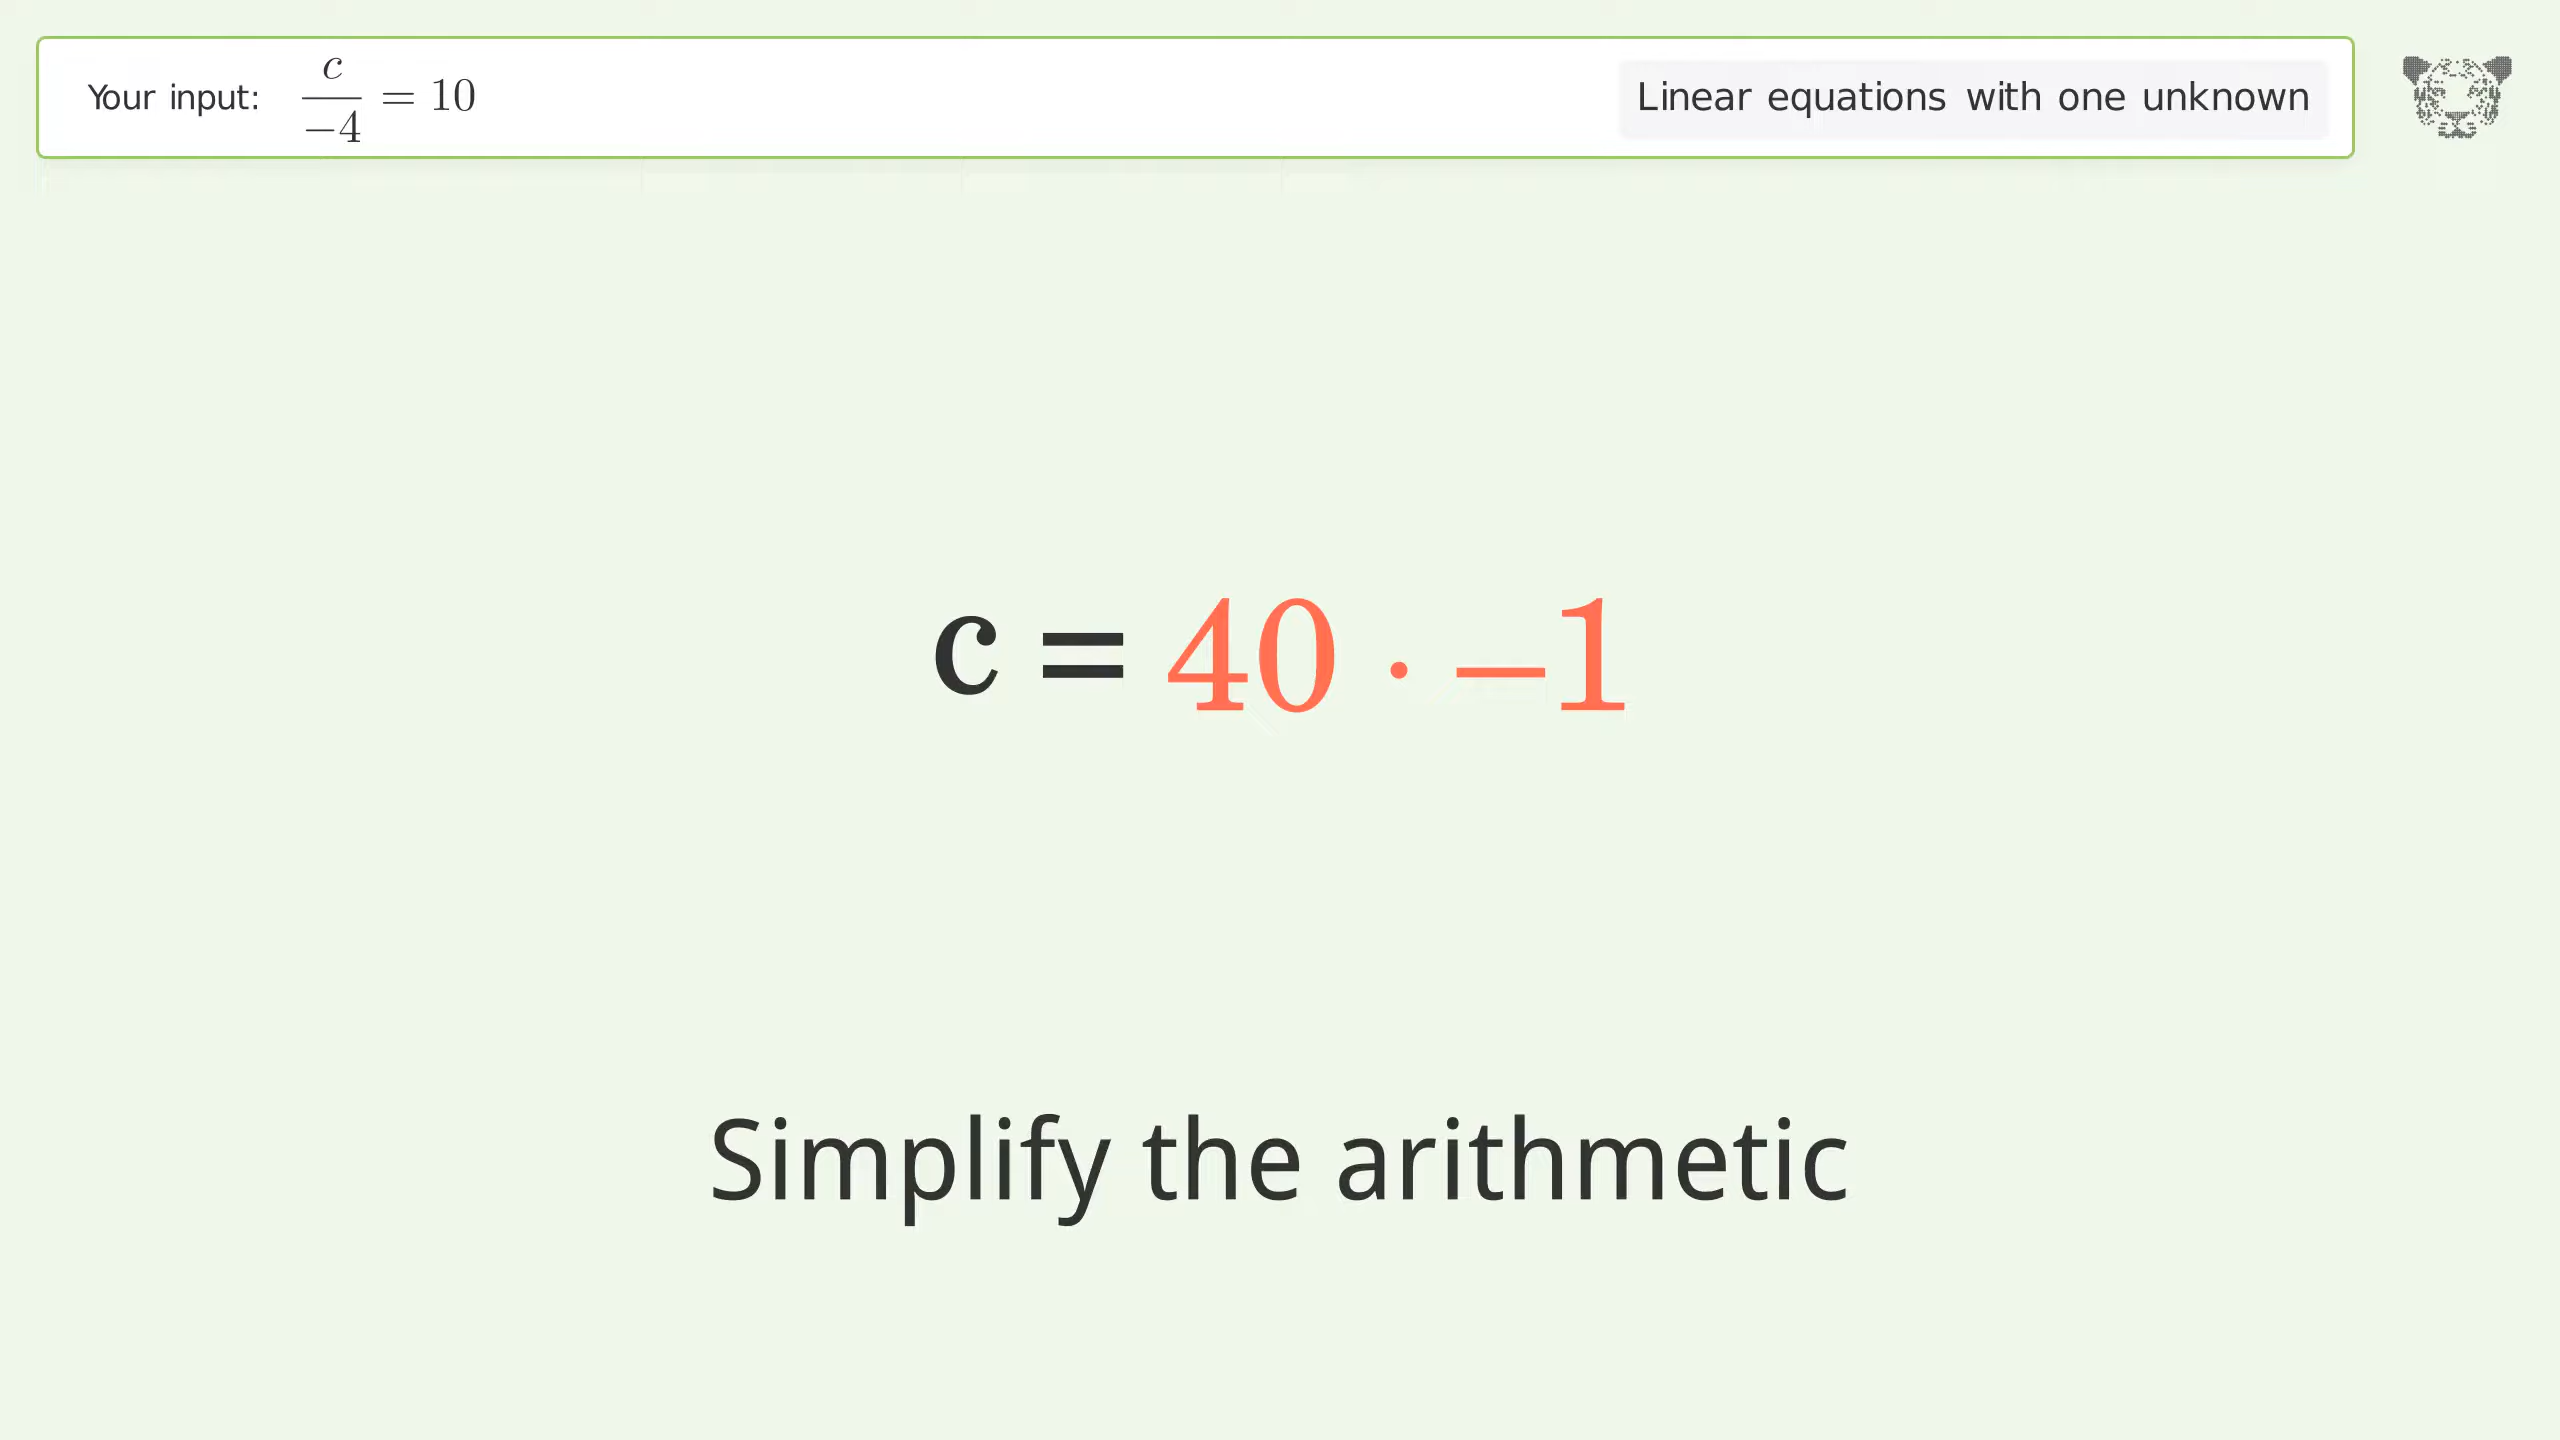 Your input: c/−4 = 10
Linear equations with one unknown
c = 40 · −1
Simplify the arithmetic